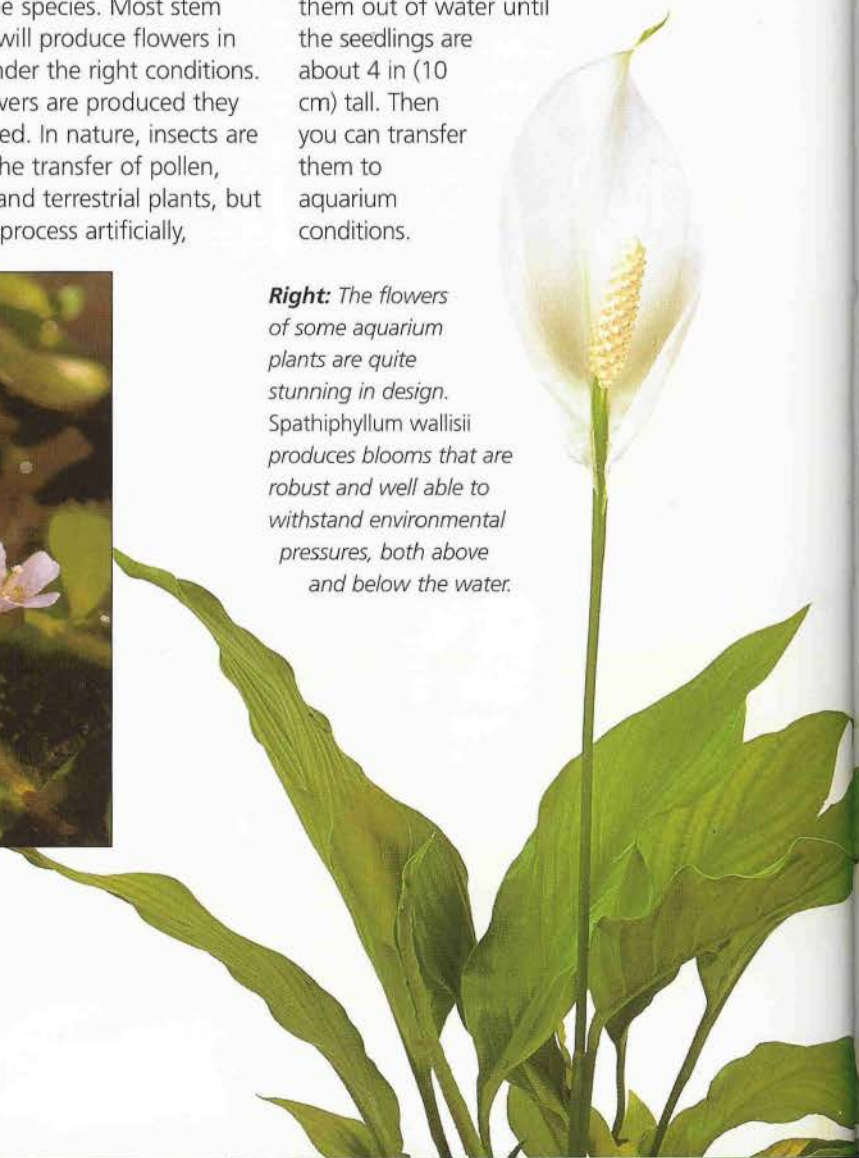 e species. Most stem
will produce flowers in
nder the right conditions.
wers are produced they
ed. In nature, insects are
he transfer of pollen,
and terrestrial plants, but
process artificially,
them out of water until
the seedlings are
about 4 in (10
cm) tall. Then
you can transfer
them to
aquarium
conditions.
Right: The flowers
of some aquarium
plants are quite
stunning in design.
Spathiphyllum wallisii
produces blooms that are
robust and well able to
withstand environmental
pressures, both above
and below the water.